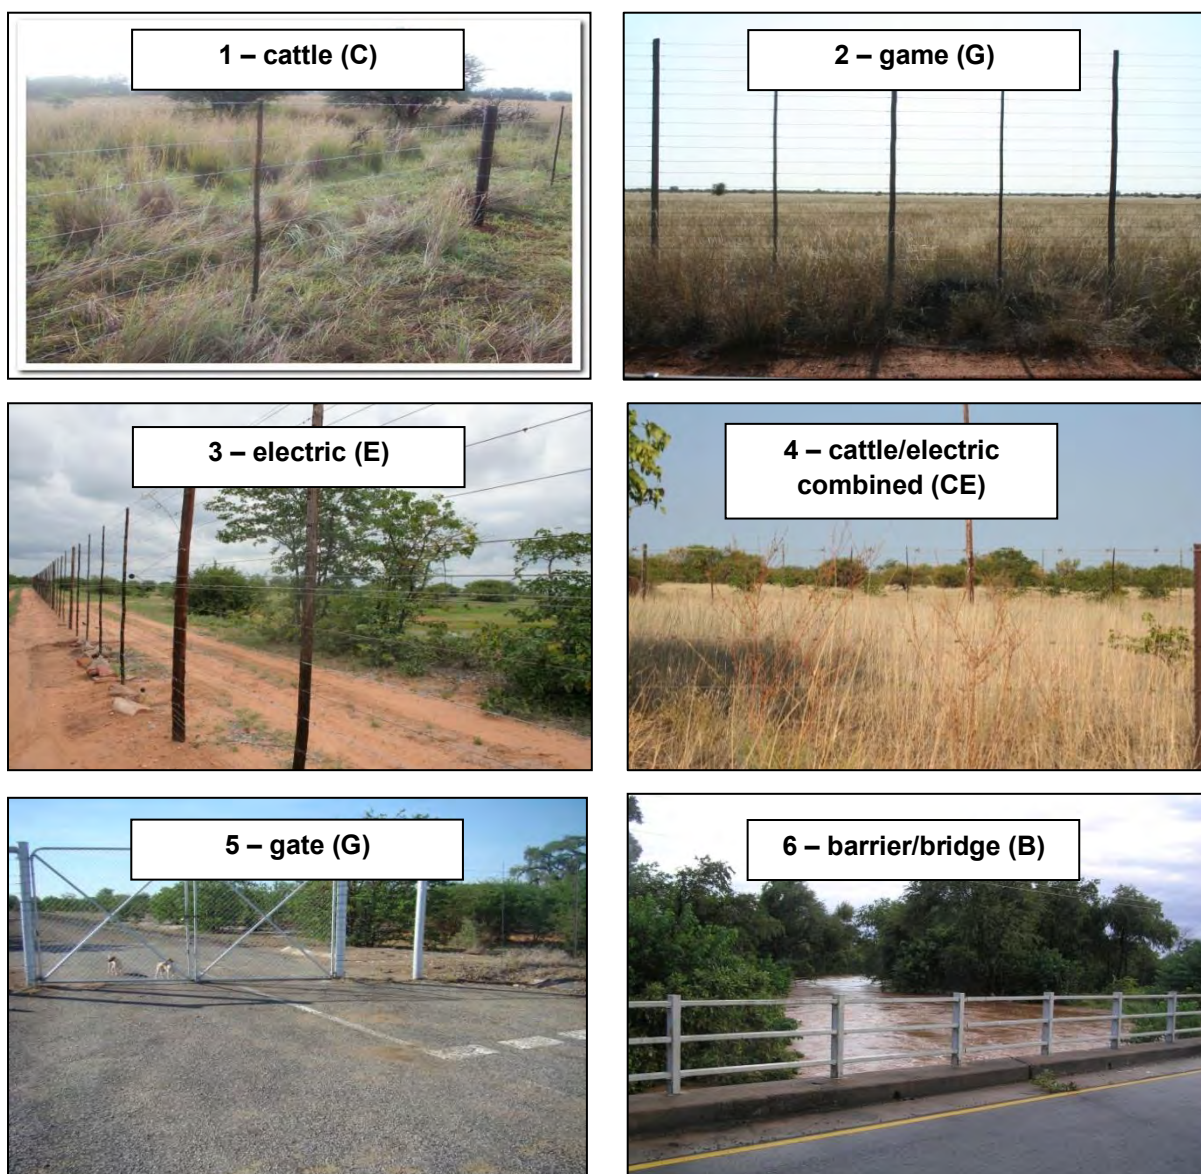 1 – cattle (C)
2 – game (G)
3 – electric (E)
4 – cattle/electric
combined (CE)
5 – gate (G)
6 – barrier/bridge (B)